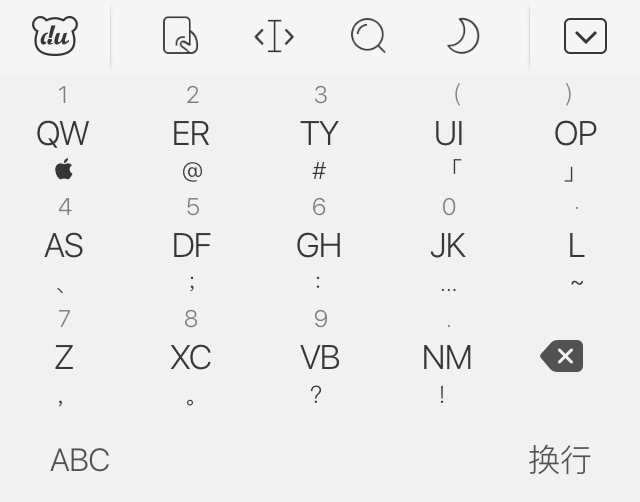 du
1 2 3 ( )
QW ER TY UI OP
 @ # 「 」
4 5 6 0 ·
AS DF GH JK L
、 ; : … ~
7 8 9 .
Z XC VB NM
, 。 ? !
ABC 换行